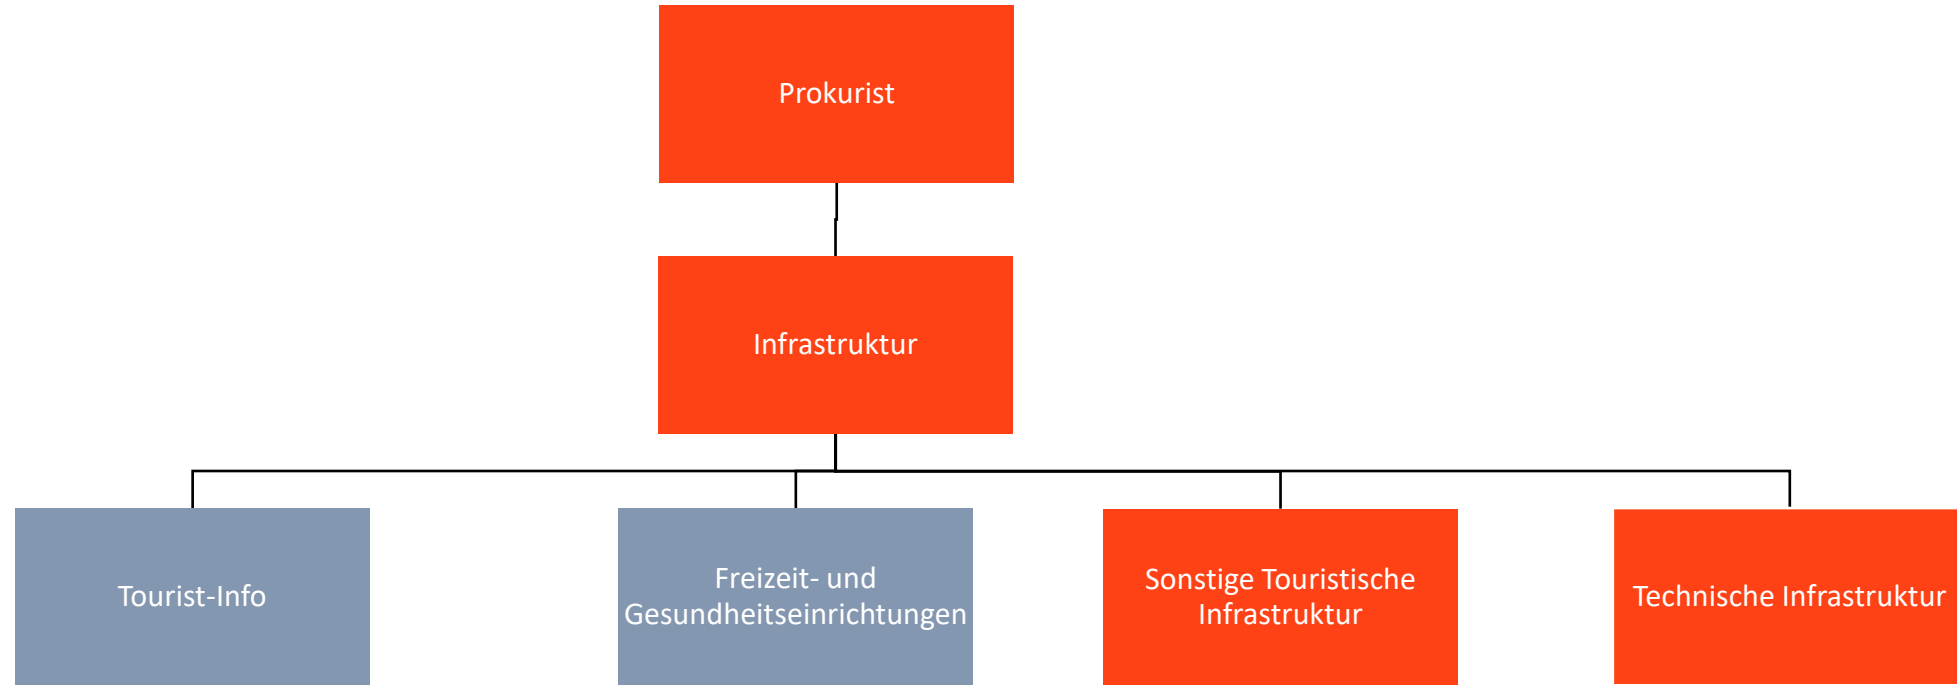 Prokurist
Infrastruktur
Tourist-Info
Freizeit- und
Gesundheitseinrichtungen
Sonstige Touristische
Infrastruktur
Technische Infrastruktur